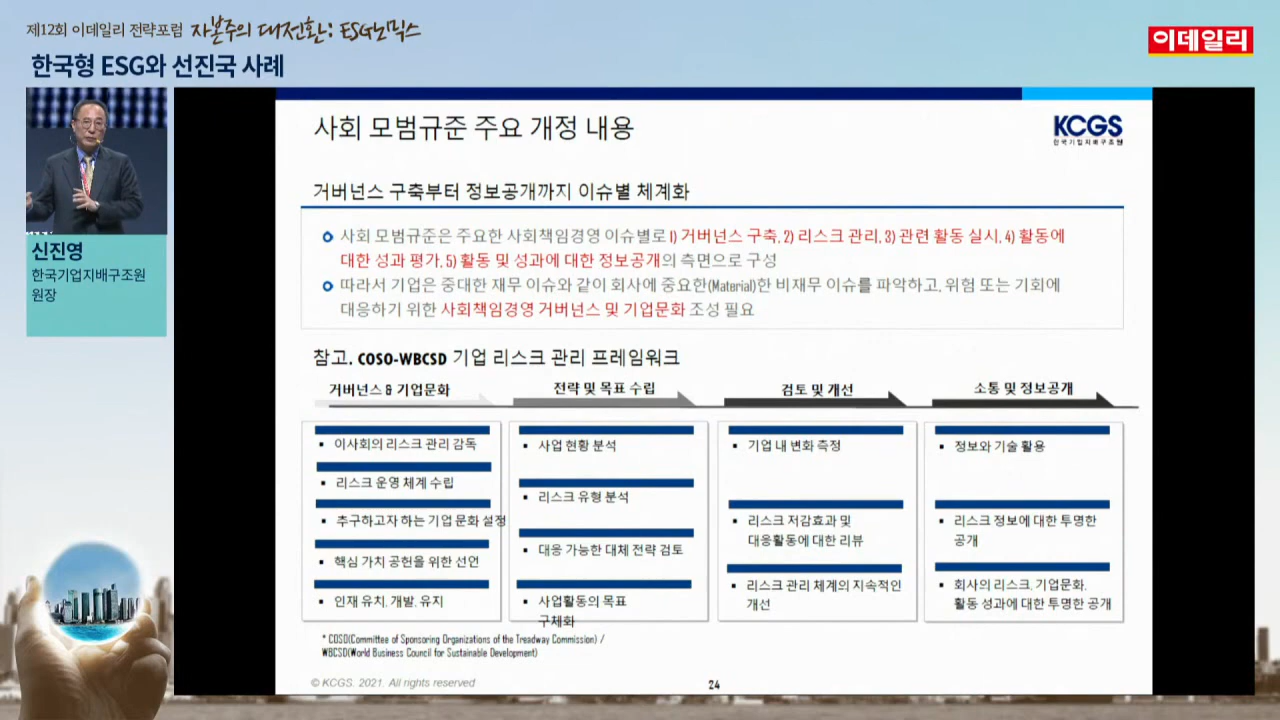 제12회 이데일리 전략포럼 자본주의 대전환: ESG노믹스
이데일리
한국형 ESG와 선진국 사례
신진영
한국기업지배구조원
원장
사회 모범규준 주요 개정 내용
KCGS
한국기업지배구조원
거버넌스 구축부터 정보공개까지 이슈별 체계화
사회 모범규준은 주요한 사회책임경영 이슈별로 1) 거버넌스 구축, 2) 리스크 관리, 3) 관련 활동 실시, 4) 활동에
대한 성과 평가, 5) 활동 및 성과에 대한 정보공개의 측면으로 구성
따라서 기업은 중대한 재무 이슈와 같이 회사에 중요한(Material)한 비재무 이슈를 파악하고, 위험 또는 기회에
대응하기 위한 사회책임경영 거버넌스 및 기업문화 조성 필요
참고. COSO-WBCSD 기업 리스크 관리 프레임워크
거버넌스 & 기업문화
▪ 이사회의 리스크 관리 감독
▪ 리스크 운영 체계 수립
▪ 추구하고자 하는 기업 문화 설정
▪ 핵심 가치 공헌을 위한 선언
▪ 인재 유치, 개발, 유지
전략 및 목표 수립
▪ 사업 현황 분석
▪ 리스크 유형 분석
▪ 대응 가능한 대체 전략 검토
▪ 사업활동의 목표
구체화
검토 및 개선
▪ 기업 내 변화 측정
▪ 리스크 저감효과 및
대응활동에 대한 리뷰
▪ 리스크 관리 체계의 지속적인
개선
소통 및 정보공개
▪ 정보와 기술 활용
▪ 리스크 정보에 대한 투명한
공개
▪ 회사의 리스크, 기업문화,
활동 성과에 대한 투명한 공개
* COSO(Committee of Sponsoring Organizations of the Treadway Commission) /
WBCSD(World Business Council for Sustainable Development)
© KCGS. 2021. All rights reserved
24